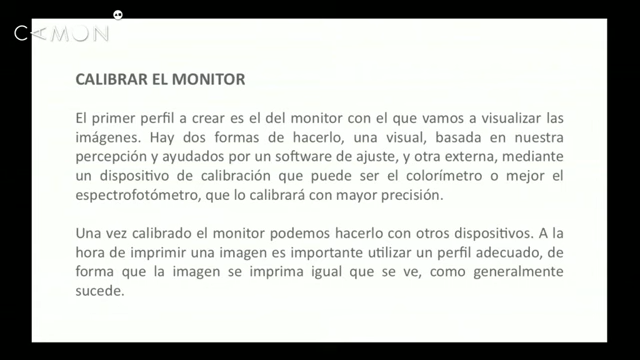 CAMON
CALIBRAR EL MONITOR
El primer perfil a crear es el del monitor con el que vamos a visualizar las
imágenes. Hay dos formas de hacerlo, una visual, basada en nuestra
percepción y ayudados por un software de ajuste, y otra externa, mediante
un dispositivo de calibración que puede ser el colorímetro o mejor el
espectrofotómetro, que lo calibrará con mayor precisión.
Una vez calibrado el monitor podemos hacerlo con otros dispositivos. A la
hora de imprimir una imagen es importante utilizar un perfil adecuado, de
forma que la imagen se imprima igual que se ve, como generalmente
sucede.